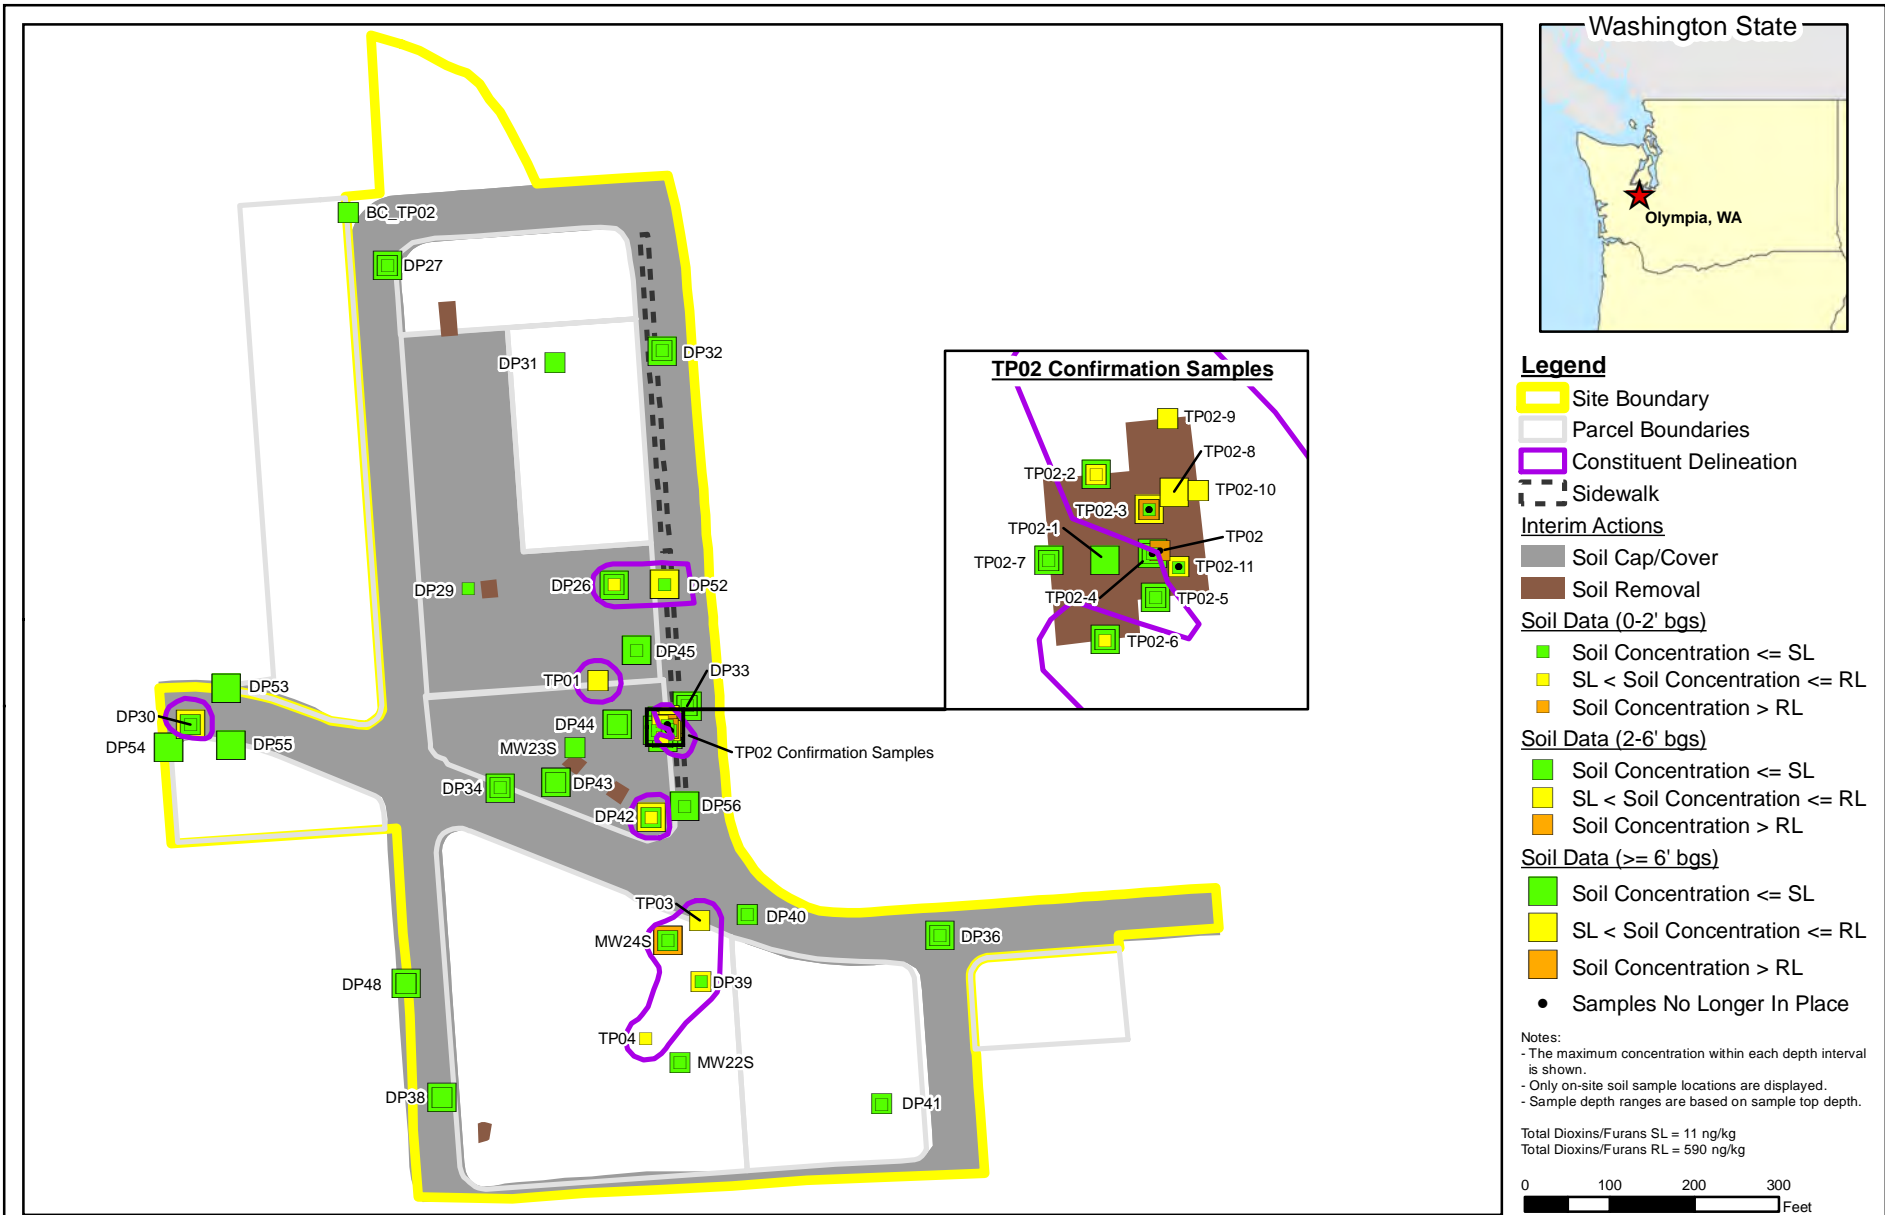 BC_TP02
DP27
DP31
DP32
DP29
DP26
DP52
DP45
DP33
TP01
DP53
DP30
DP54
DP55
DP44
MW23S
TP02 Confirmation Samples
DP34
DP43
DP42
DP56
TP03
DP40
MW24S
DP36
DP39
DP48
TP04
MW22S
DP38
DP41
TP02 Confirmation Samples
TP02-9
TP02-8
TP02-2
TP02-10
TP02-3
TP02-1
TP02
TP02-7
TP02-11
TP02-4
TP02-5
TP02-6
Washington State
Olympia, WA
Legend
Site Boundary
Parcel Boundaries
Constituent Delineation
Sidewalk
Interim Actions
Soil Cap/Cover
Soil Removal
Soil Data (0-2' bgs)
Soil Concentration <= SL
SL < Soil Concentration <= RL
Soil Concentration > RL
Soil Data (2-6' bgs)
Soil Concentration <= SL
SL < Soil Concentration <= RL
Soil Concentration > RL
Soil Data (>= 6' bgs)
Soil Concentration <= SL
SL < Soil Concentration <= RL
Soil Concentration > RL
Samples No Longer In Place
Notes:
- The maximum concentration within each depth interval
is shown.
- Only on-site soil sample locations are displayed.
- Sample depth ranges are based on sample top depth.
Total Dioxins/Furans SL = 11 ng/kg
Total Dioxins/Furans RL = 590 ng/kg
0 100 200 300
Feet